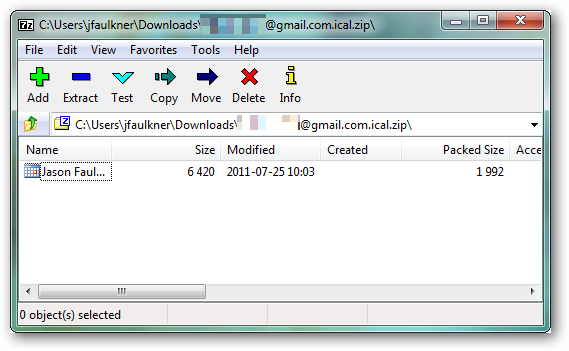 7z C:\Users\jfaulkner\Downloads\ @gmail.com.ical.zip\
File Edit View Favorites Tools Help
Add Extract Test Copy Move Delete Info
C:\Users\jfaulkner\Downloads\ @gmail.com.ical.zip\
Name Size Modified Created Packed Size Acce
Jason Faul... 6 420 2011-07-25 10:03 1 992
0 object(s) selected